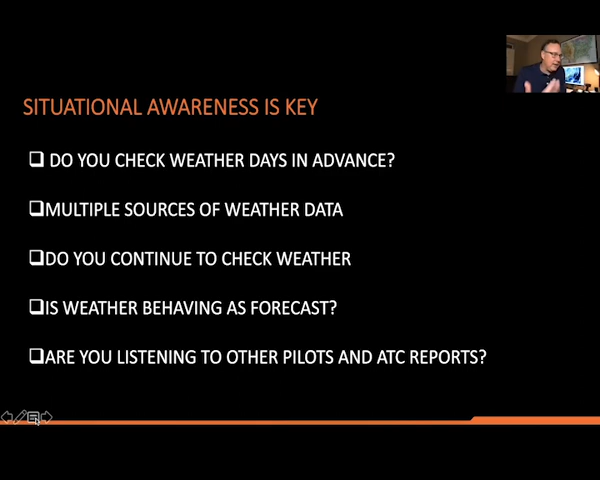 SITUATIONAL AWARENESS IS KEY
DO YOU CHECK WEATHER DAYS IN ADVANCE?
MULTIPLE SOURCES OF WEATHER DATA
DO YOU CONTINUE TO CHECK WEATHER
IS WEATHER BEHAVING AS FORECAST?
ARE YOU LISTENING TO OTHER PILOTS AND ATC REPORTS?